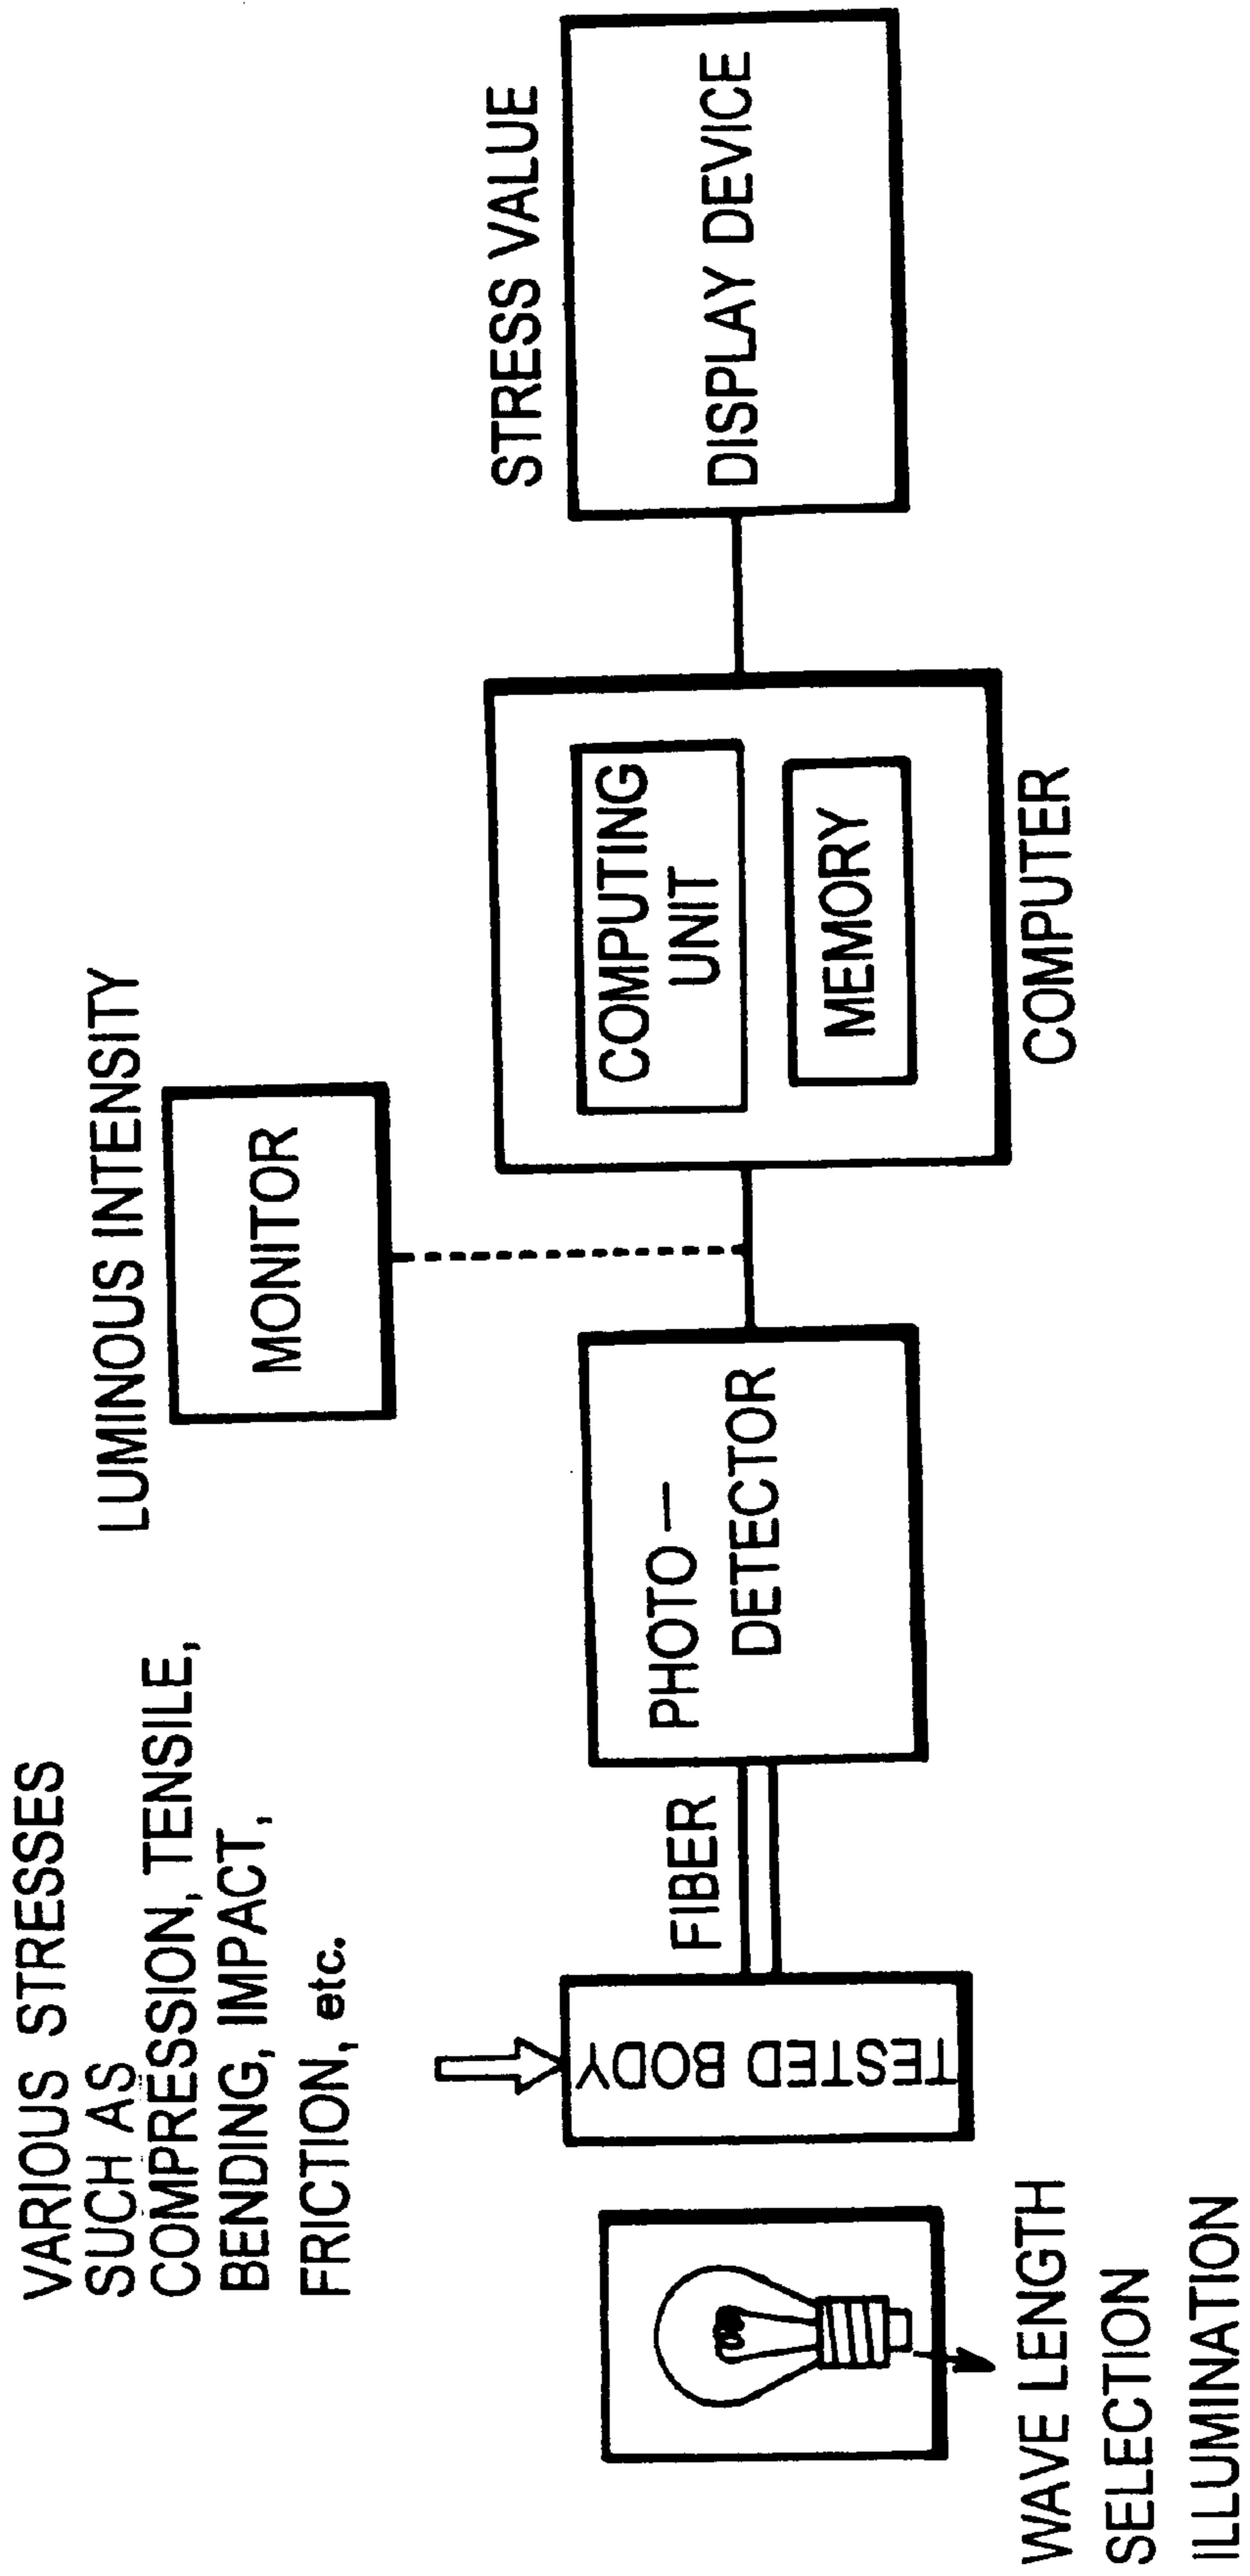 VARIOUS STRESSES
SUCH AS
COMPRESSION, TENSILE,
BENDING, IMPACT,
FRICTION, etc.
LUMINOUS INTENSITY
MONITOR
STRESS VALUE
WAVE LENGTH
SELECTION
ILLUMINATION
TESTED BODY
FIBER
PHOTO —
DETECTOR
COMPUTING
UNIT
MEMORY
COMPUTER
DISPLAY DEVICE